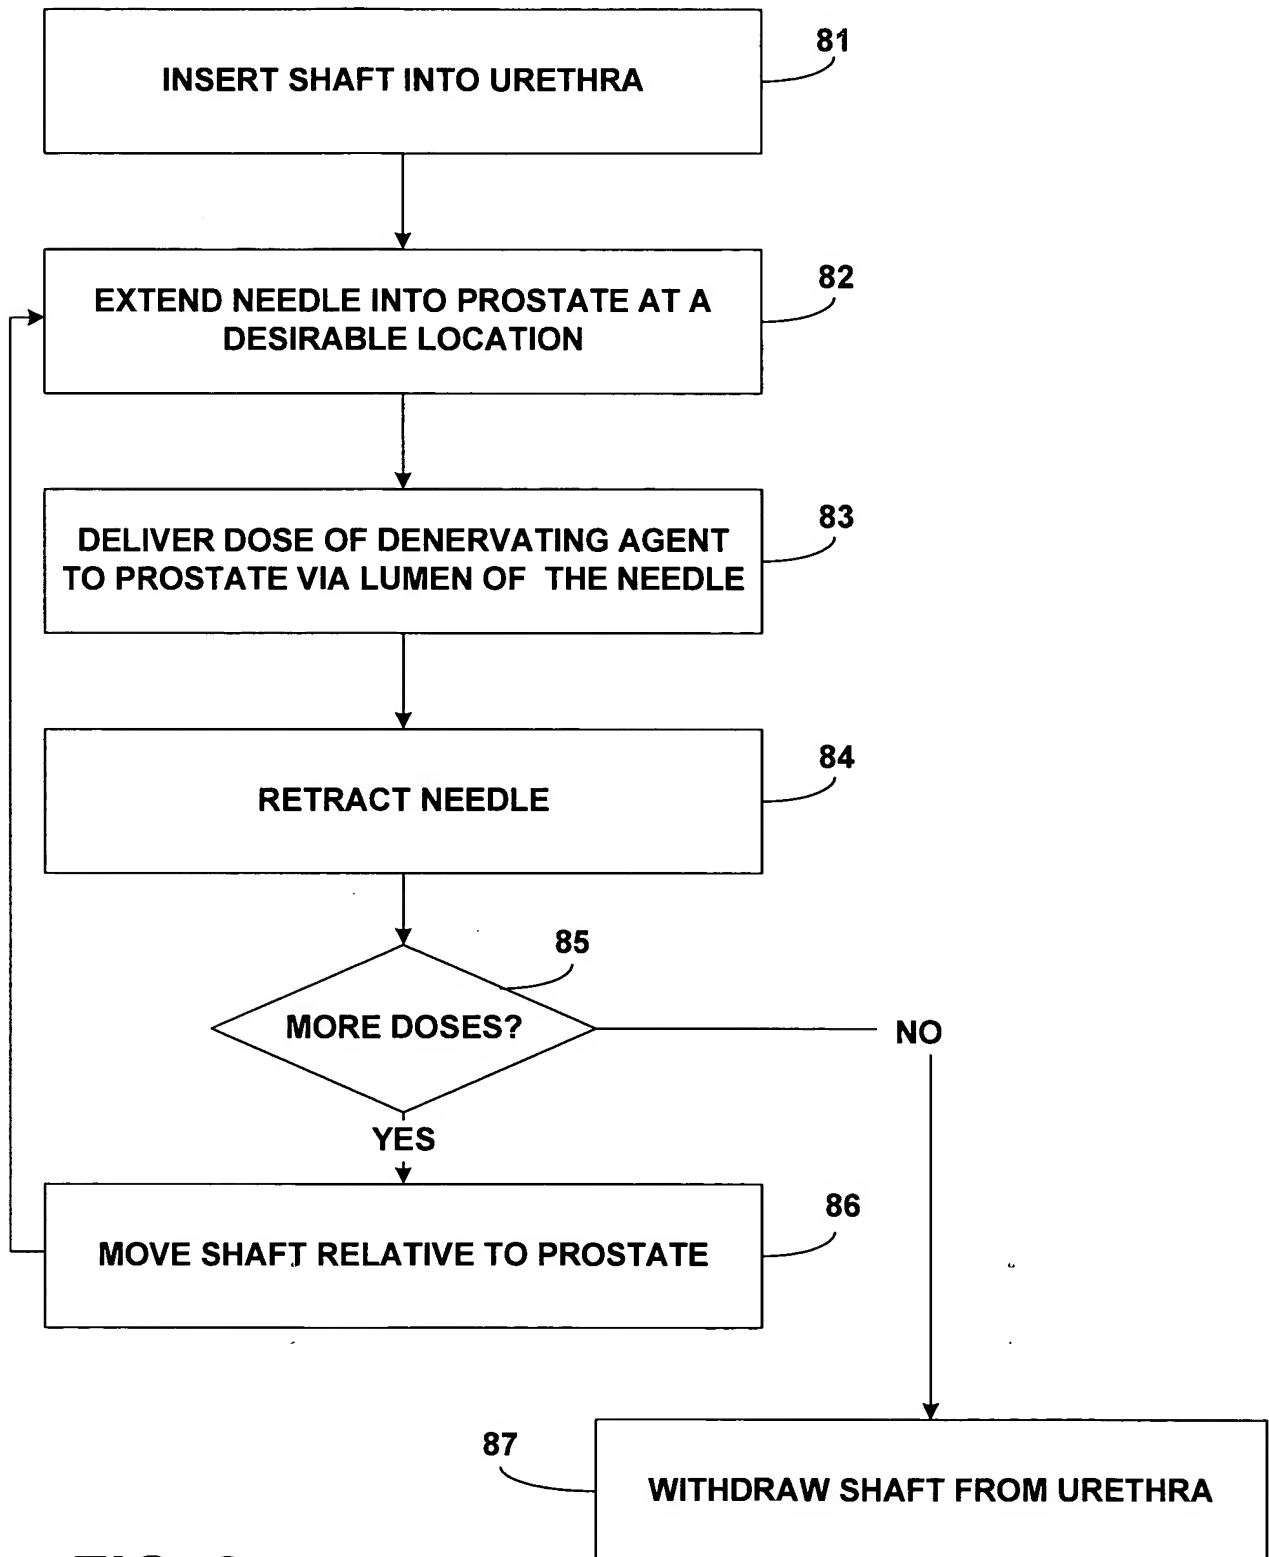 81
INSERT SHAFT INTO URETHRA
82
EXTEND NEEDLE INTO PROSTATE AT A
DESIRABLE LOCATION
83
DELIVER DOSE OF DENERVATING AGENT
TO PROSTATE VIA LUMEN OF THE NEEDLE
84
RETRACT NEEDLE
85
MORE DOSES?
NO
YES
86
MOVE SHAFT RELATIVE TO PROSTATE
87
WITHDRAW SHAFT FROM URETHRA